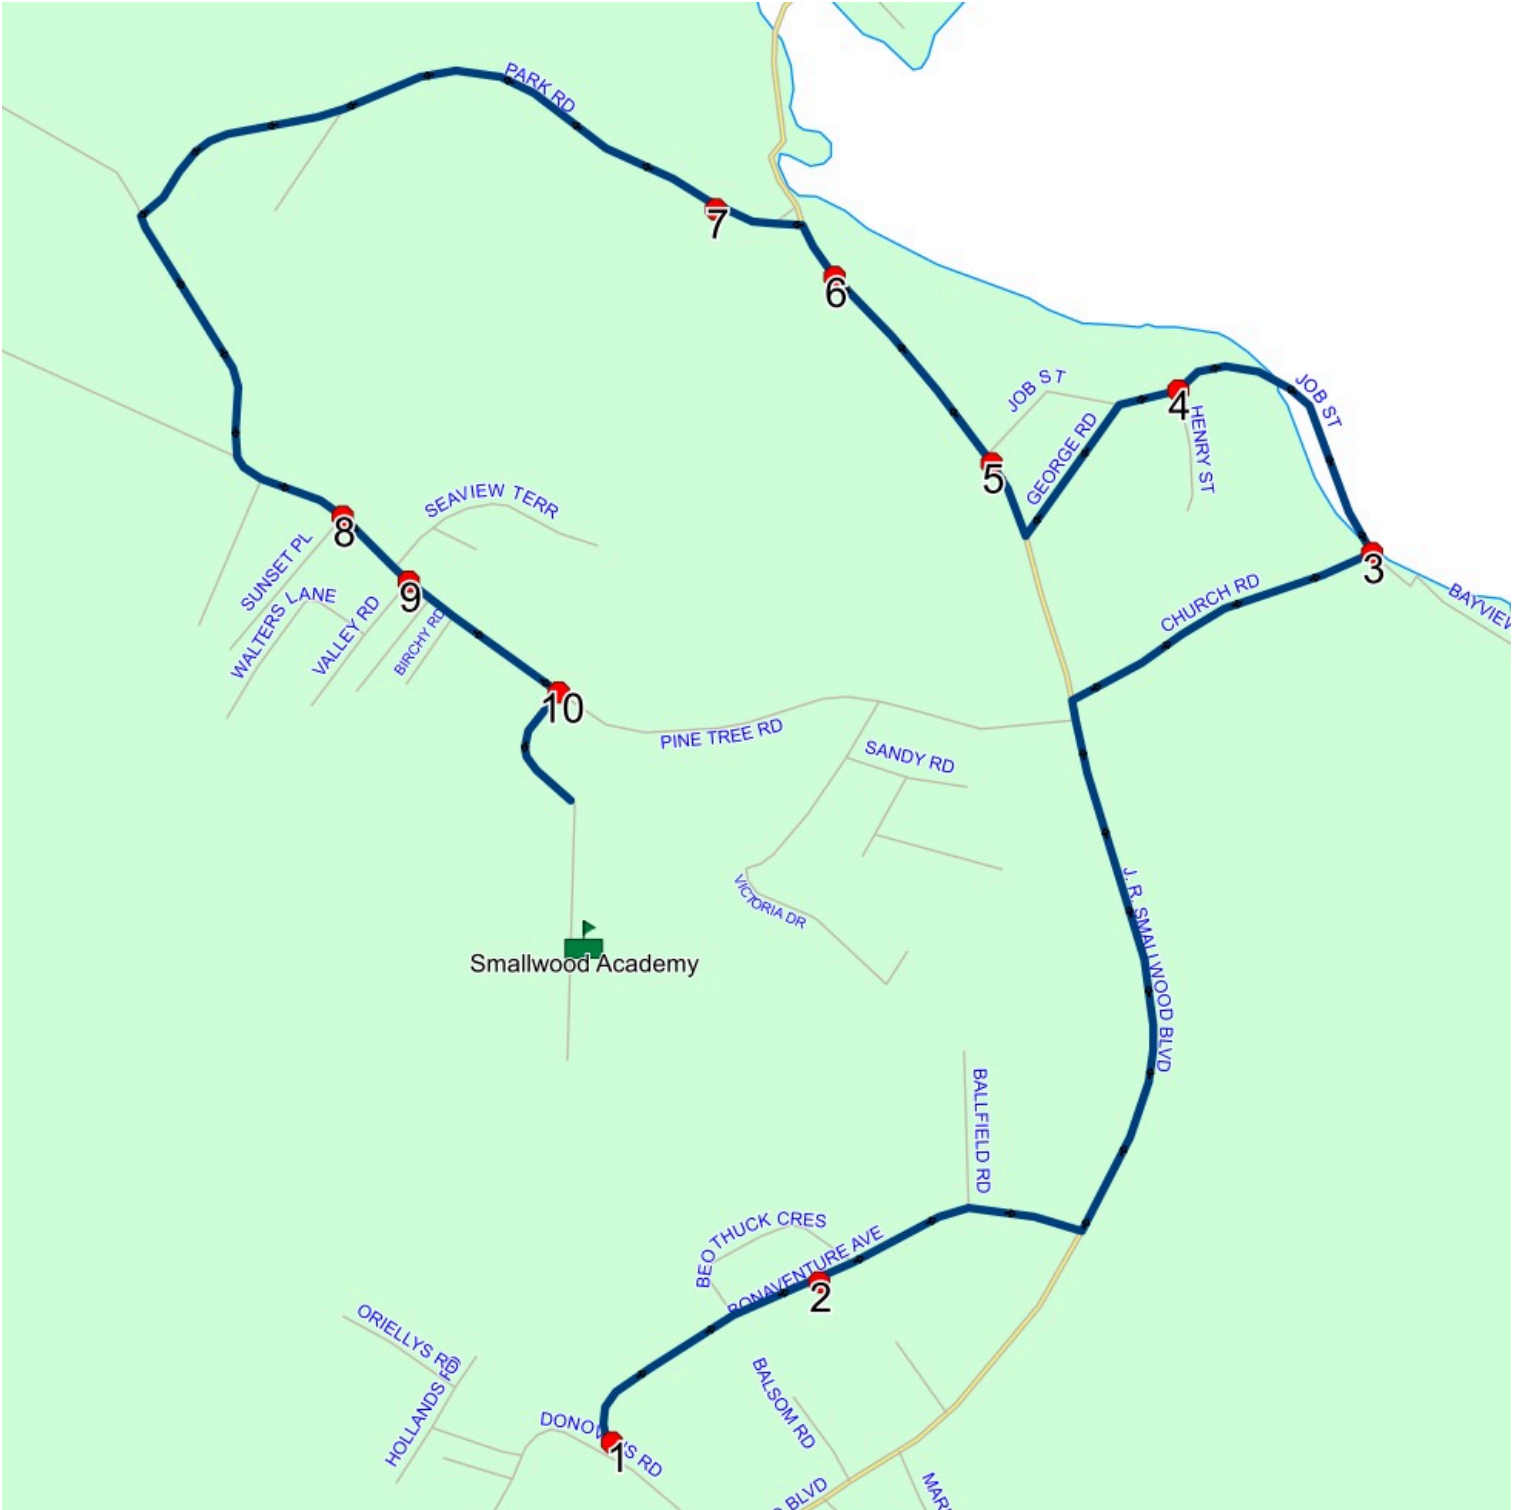 PARK RD
7
6
JOB ST
JOB ST
4
HENRY ST
GEORGE RD
5
SEAVIEW TERR
8
SUNSET PL
3
CHURCH RD
9
WALTERS LANE
VALLEY RD
BIRCHY RD
10
PINE TREE RD
SANDY RD
VICTORIA DR
J. R. SMALLWOOD BLVD
Smallwood Academy
BALLFIELD RD
BEOTHUCK CRES
BONAVENTURE AVE
2
ORIELLYS RD
HOLLANDS RD
BALSOM RD
DONOVANS RD
1
BLVD